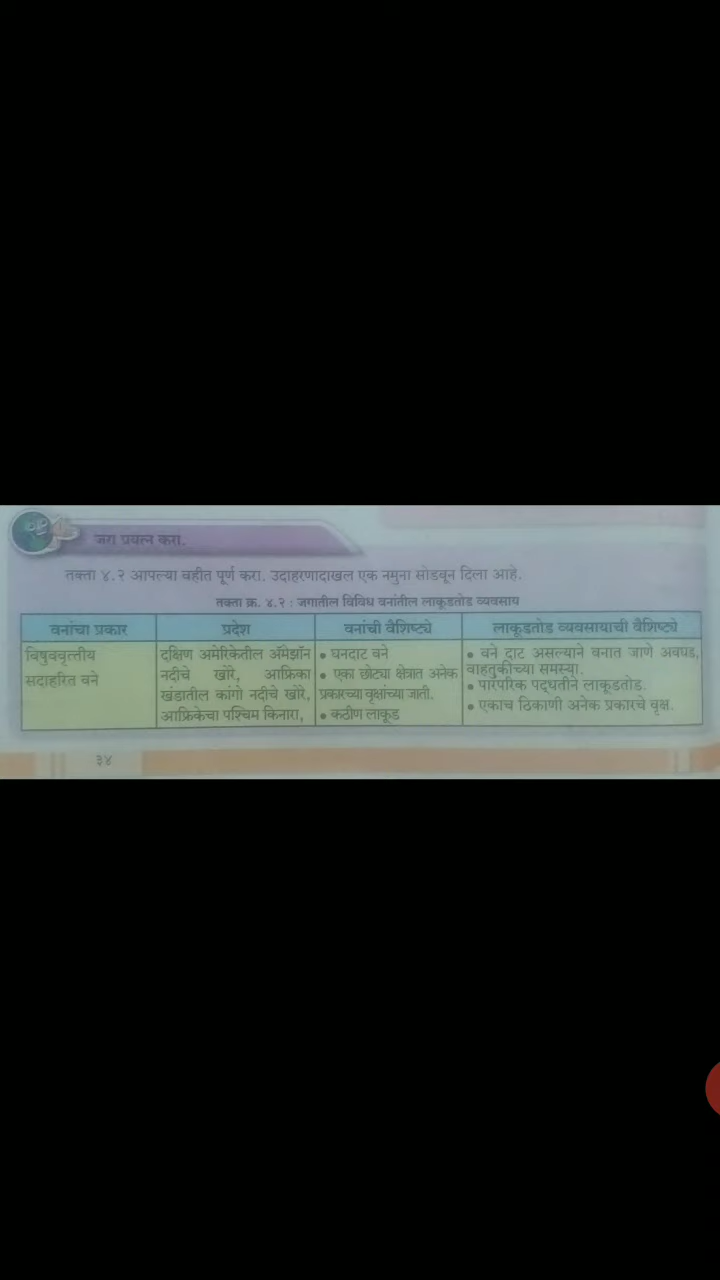 जरा प्रयत्न करा.
तक्ता ४.२ आपल्या वहीत पूर्ण करा. उदाहरणादाखल एक नमुना सोडवून दिला आहे.
तक्ता क्र. ४.२ : जगातील विविध वनांतील लाकूडतोड व्यवसाय
वनांचा प्रकार
प्रदेश
वनांची वैशिष्ट्ये
लाकूडतोड व्यवसायाची वैशिष्ट्ये
विषुववृत्तीय
सदाहरित वने
दक्षिण अमेरिकेतील ॲमेझॉन
नदीचे खोरे, आफ्रिका
खंडातील कांगो नदीचे खोरे,
आफ्रिकेचा पश्चिम किनारा,
• घनदाट वने
• एका छोट्या क्षेत्रात अनेक
प्रकारच्या वृक्षांच्या जाती.
• कठीण लाकूड
• वने दाट असल्याने वनात जाणे अवघड,
वाहतुकीच्या समस्या.
• पारंपरिक पद्धतीने लाकूडतोड.
• एकाच ठिकाणी अनेक प्रकारचे वृक्ष.
३४